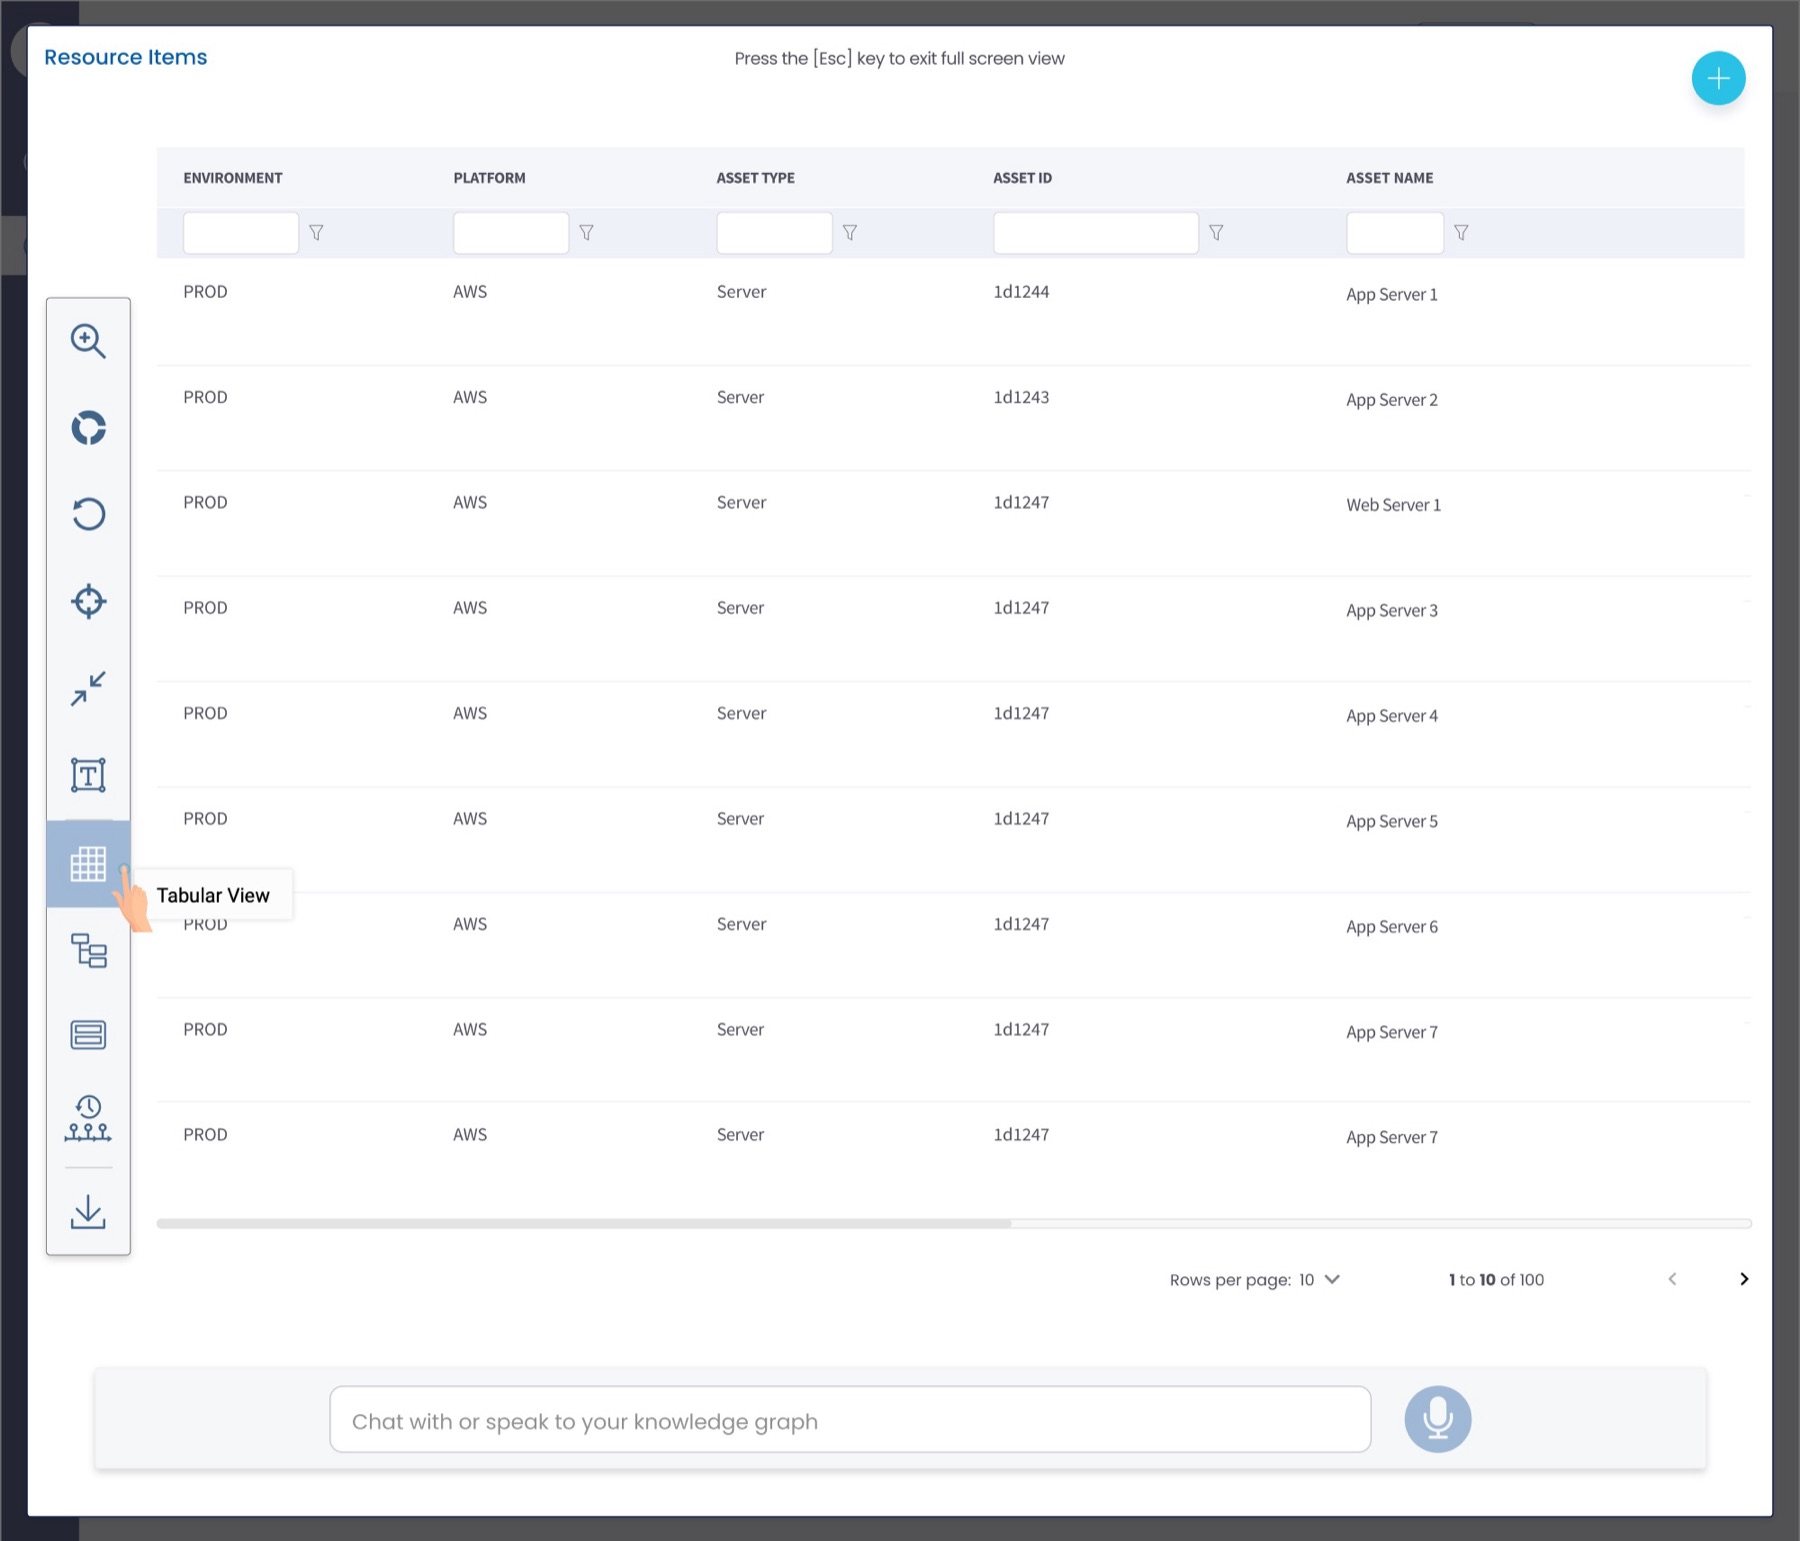 Resource Items
Press the [Esc] key to exit full screen view
ENVIRONMENT PLATFORM ASSET TYPE ASSET ID ASSET NAME
PROD AWS Server 1d1244 App Server 1
PROD AWS Server 1d1243 App Server 2
PROD AWS Server 1d1247 Web Server 1
PROD AWS Server 1d1247 App Server 3
PROD AWS Server 1d1247 App Server 4
PROD AWS Server 1d1247 App Server 5
Tabular View
PROD AWS Server 1d1247 App Server 6
PROD AWS Server 1d1247 App Server 7
PROD AWS Server 1d1247 App Server 7
Rows per page: 10 1 to 10 of 100
Chat with or speak to your knowledge graph